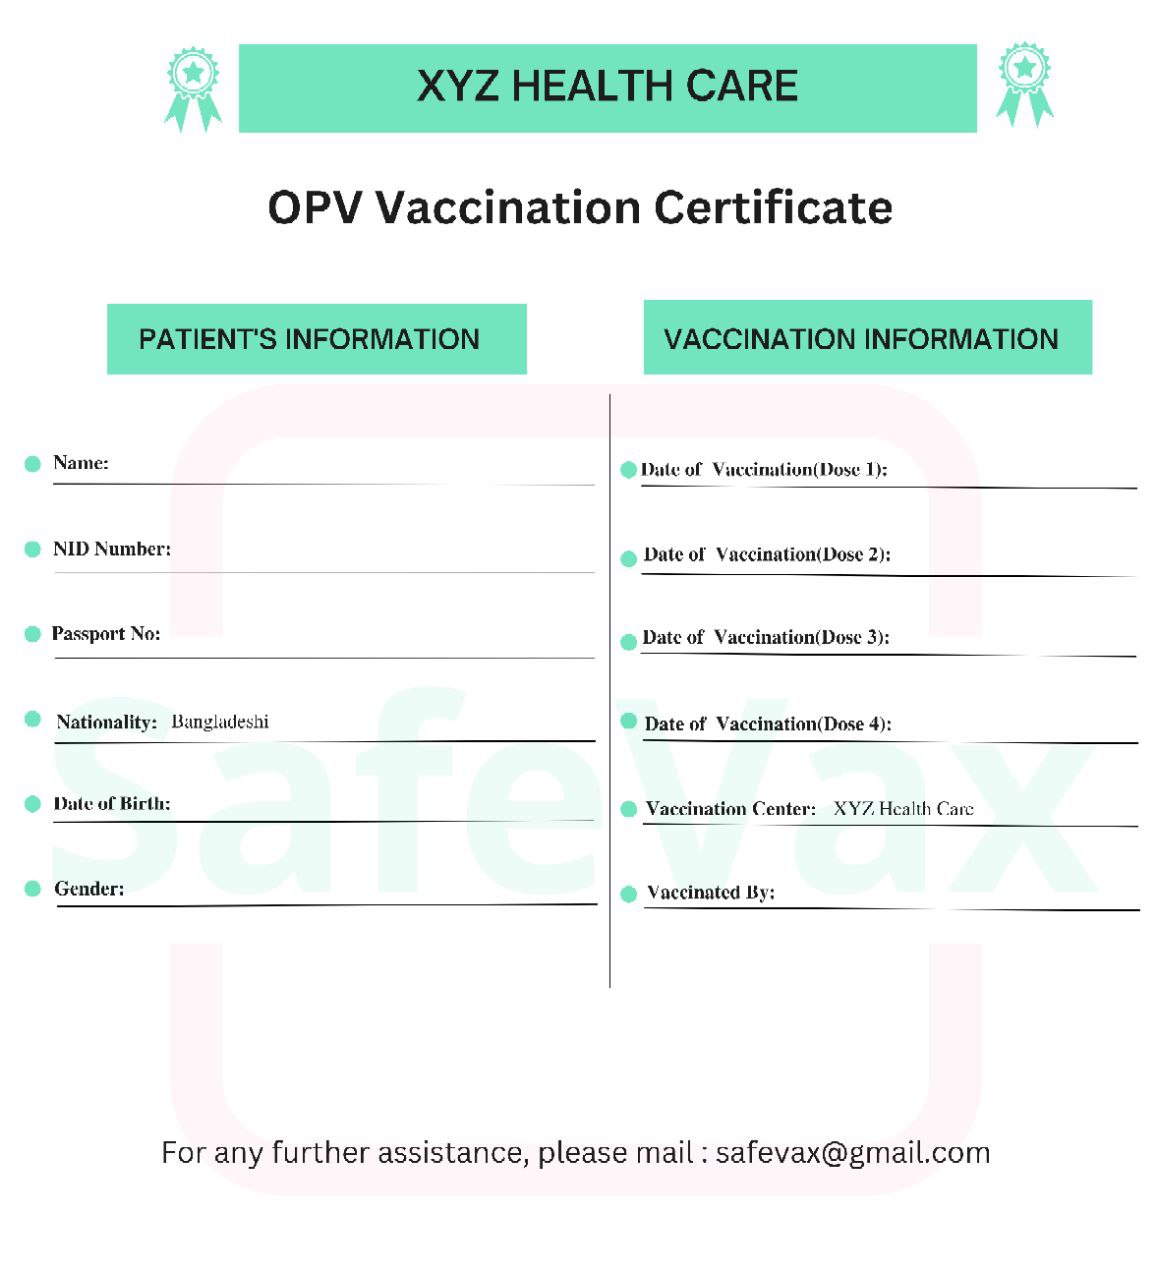 XYZ HEALTH CARE
OPV Vaccination Certificate
PATIENT'S INFORMATION
Name:
NID Number:
Passport No:
Nationality: Bangladeshi
Date of Birth:
Gender:
VACCINATION INFORMATION
Date of Vaccination(Dose 1):
Date of Vaccination(Dose 2):
Date of Vaccination(Dose 3):
Date of Vaccination(Dose 4):
Vaccination Center: XYZ Health Care
Vaccinated By:
SafeVax
For any further assistance, please mail : safevax@gmail.com